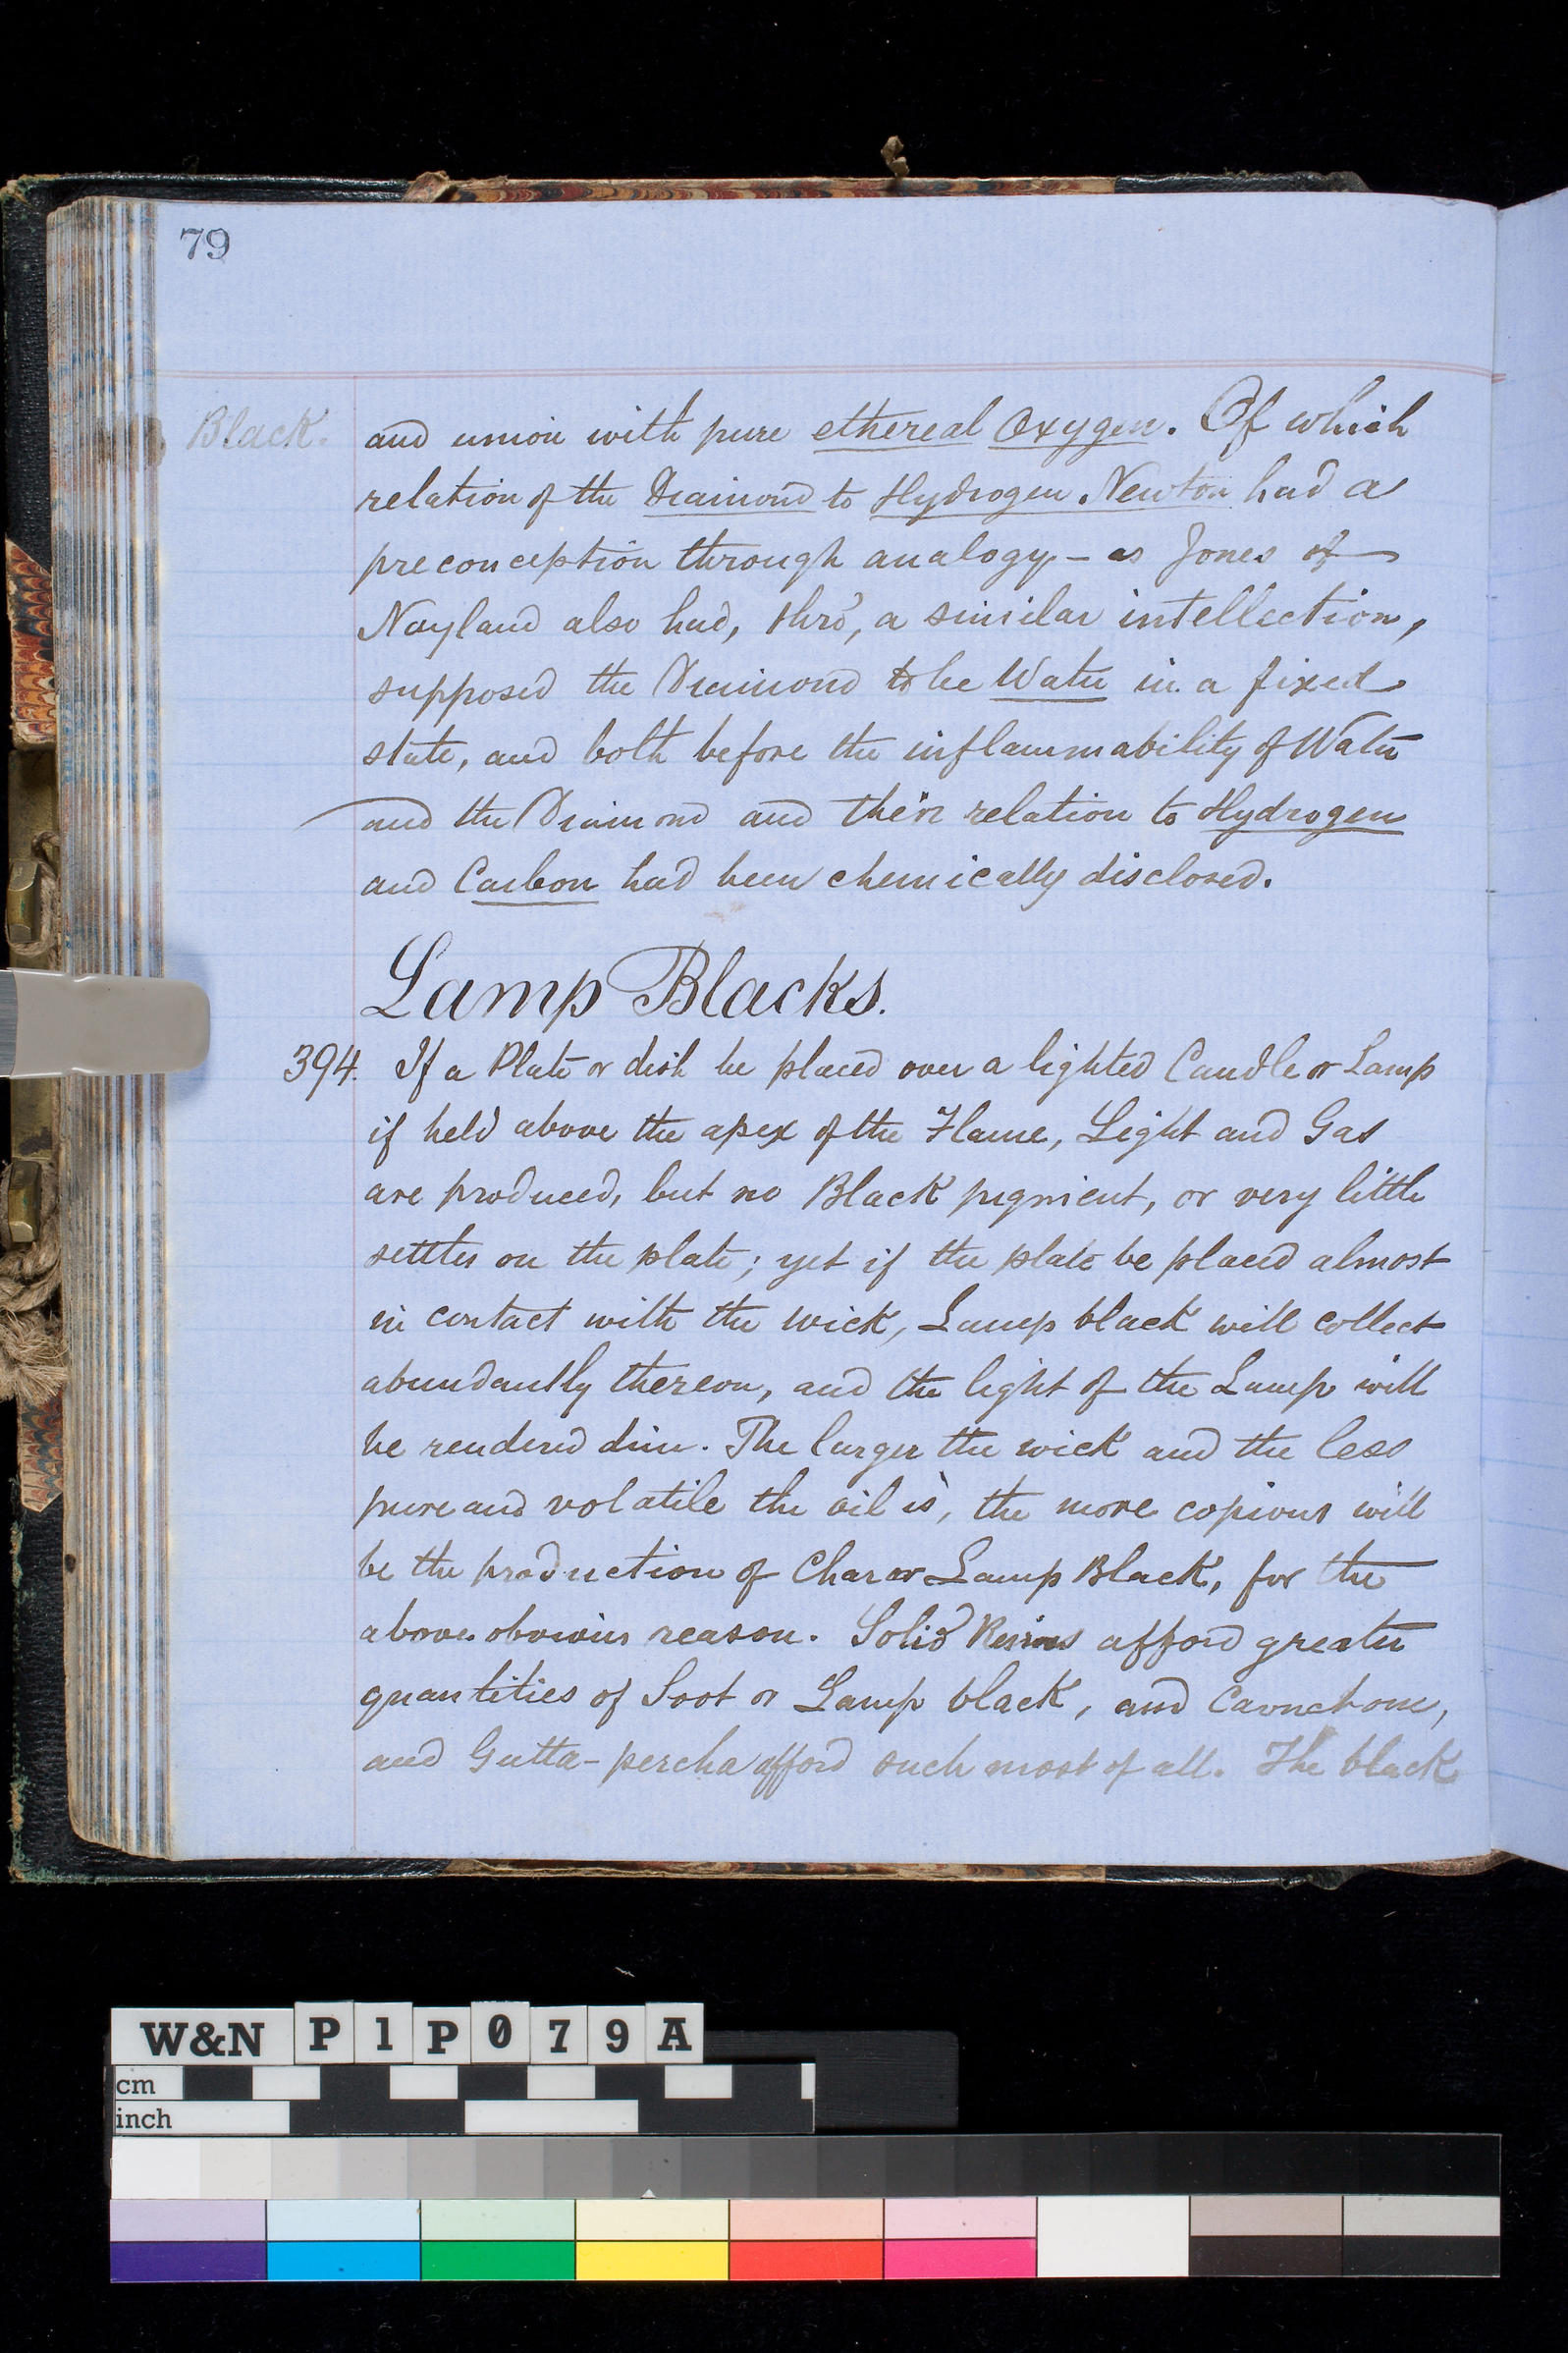 79
Black.
and union with pure ethereal Oxygen. Of which
relation of the Diamond to Hydrogen Newton had a
preconception through analogy - as Jones of
Nayland also had, thro', a similar intellection,
supposed the Diamond to be Water in a fixed
state, and both before the inflammability of Water
and the Diamond and their relation to Hydrogen
and Carbon had been chemically disclosed.
Lamp Blacks.
394. If a Plate or dish be placed over a lighted Candle or Lamp
if held above the apex of the Flame, Light and Gas
are produced, but no Black pigment, or very little
settles on the plate; yet if the plate be placed almost
in contact with the wick, Lamp black will collect
abundantly thereon, and the light of the Lamp will
be rendered dim. The larger the wick and the less
pure and volatile the oil is, the more copious will
be the production of Char or Lamp Black, for the
above obvious reason. Solid Resins afford greater
quantities of Soot or Lamp black, and
and Gutta-percha afford such most of all. The black
W&N P1P079A
cm
inch